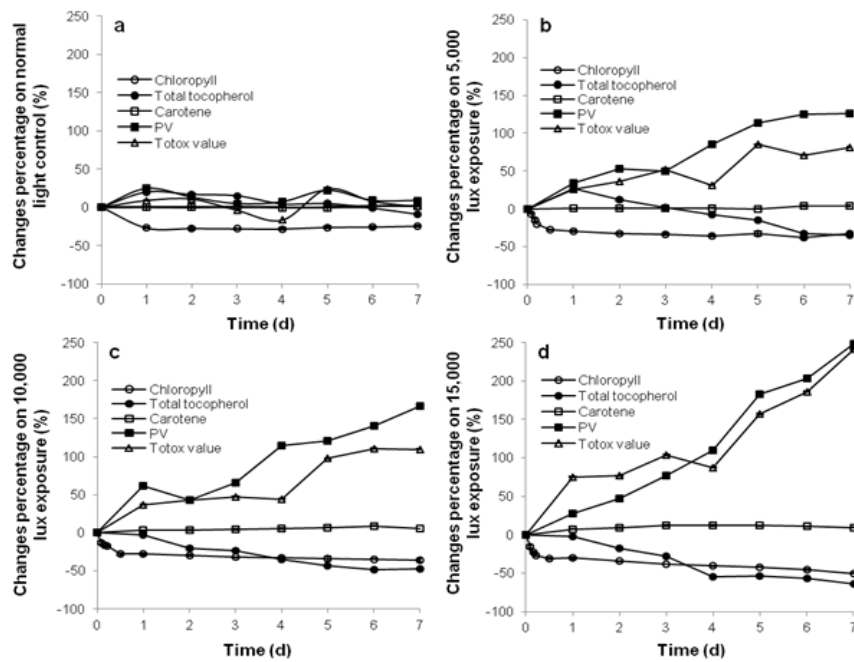 a
Changes percentage on normal
light control (%)
250
200
150
100
50
0
-50
-100
Chloropyll
Total tocopherol
Carotene
PV
Totox value
0 1 2 3 4 5 6 7
Time (d)
b
Changes percentage on 5,000
lux exposure (%)
250
200
150
100
50
0
-50
-100
Chloropyll
Total tocopherol
Carotene
PV
Totox value
0 1 2 3 4 5 6 7
Time (d)
c
Changes percentage on 10,000
lux exposure (%)
250
200
150
100
50
0
-50
-100
Chloropyll
Total tocopherol
Carotene
PV
Totox value
0 1 2 3 4 5 6 7
Time (d)
d
Changes percentage on 15,000
lux exposure (%)
250
200
150
100
50
0
-50
-100
Chloropyll
Total tocopherol
Carotene
PV
Totox value
0 1 2 3 4 5 6 7
Time (d)